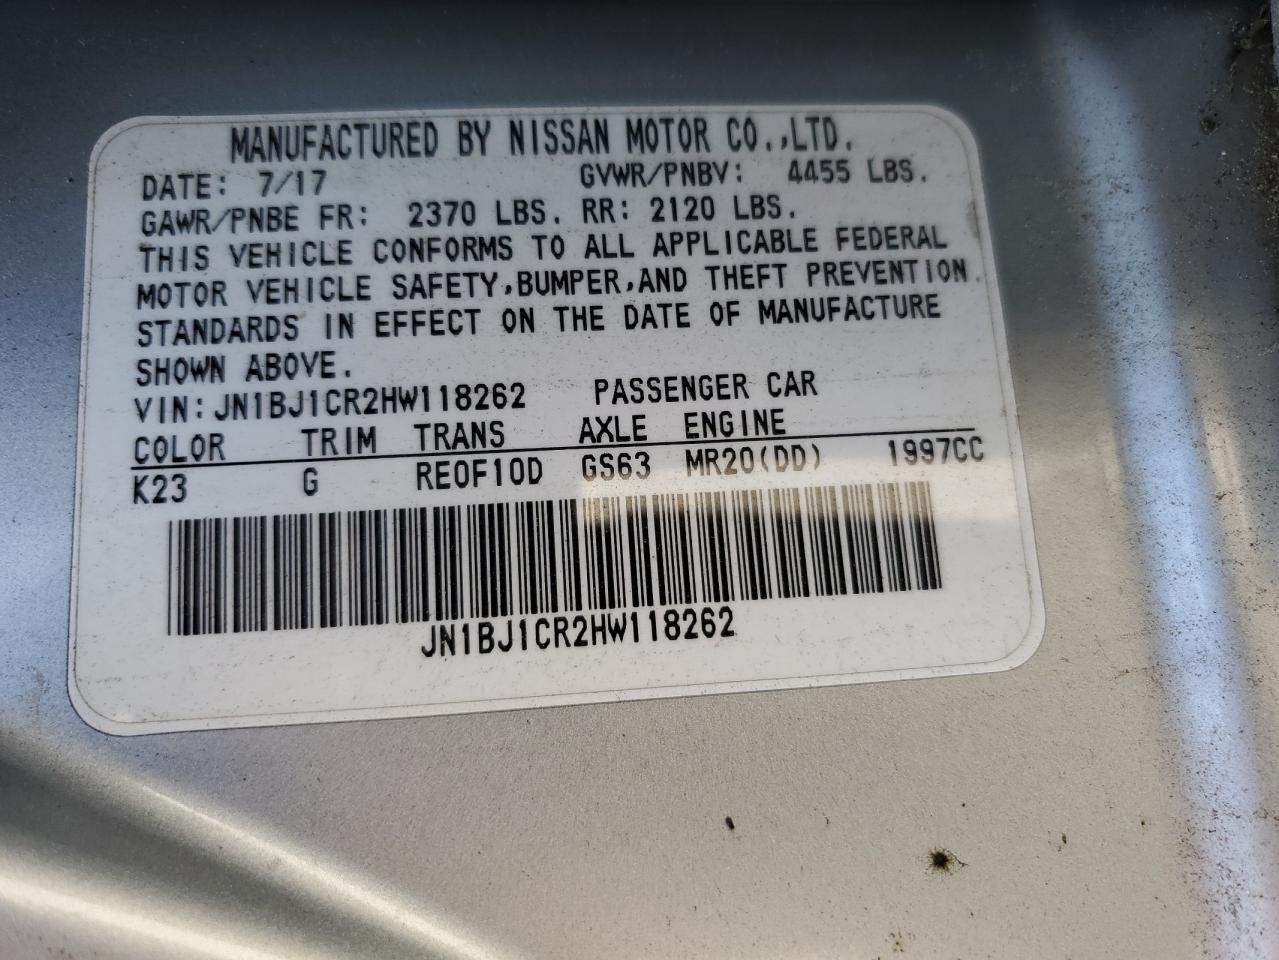 MANUFACTURED BY NISSAN MOTOR CO.,LTD.
DATE: 7/17 GVWR/PNBV: 4455 LBS.
GAWR/PNBE FR: 2370 LBS. RR: 2120 LBS.
THIS VEHICLE CONFORMS TO ALL APPLICABLE FEDERAL
MOTOR VEHICLE SAFETY,BUMPER,AND THEFT PREVENTION
STANDARDS IN EFFECT ON THE DATE OF MANUFACTURE
SHOWN ABOVE.
VIN: JN1BJ1CR2HW118262 PASSENGER CAR
COLOR TRIM TRANS AXLE ENGINE
K23 G RE0F10D GS63 MR20(DD) 1997CC
JN1BJ1CR2HW118262